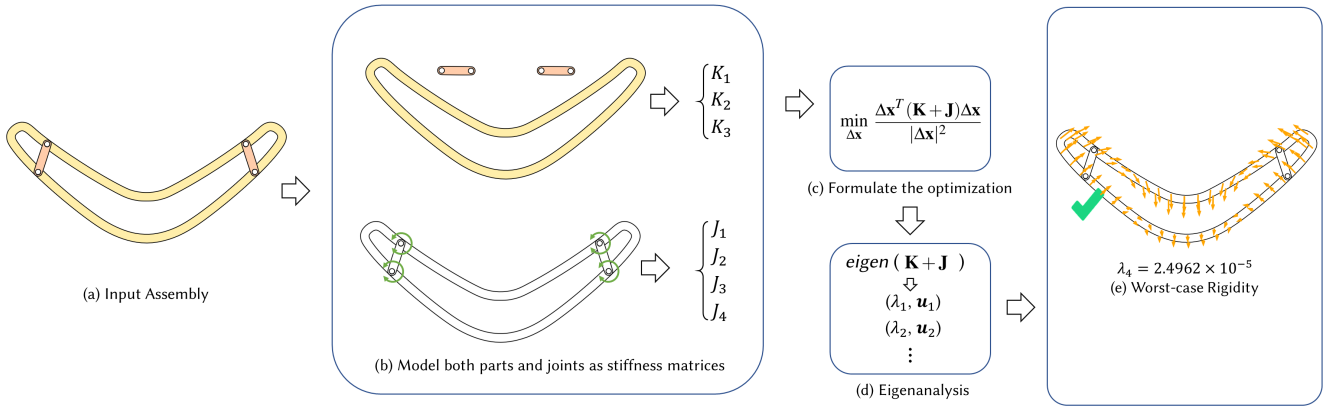 (a) Input Assembly
K₁
K₂
K₃
J₁
J₂
J₃
J₄
(b) Model both parts and joints as stiffness matrices
min Δx Δxᵀ(K + J)Δx / |Δx|²
(c) Formulate the optimization
eigen ( K + J )
(λ₁, u₁)
(λ₂, u₂)
⋮
(d) Eigenanalysis
λ₄ = 2.4962 × 10⁻⁵
(e) Worst-case Rigidity